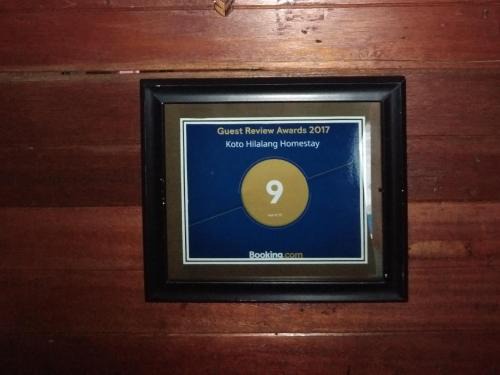 Guest Review Awards 2017
Koto Hilalang Homestay
9
Booking.com